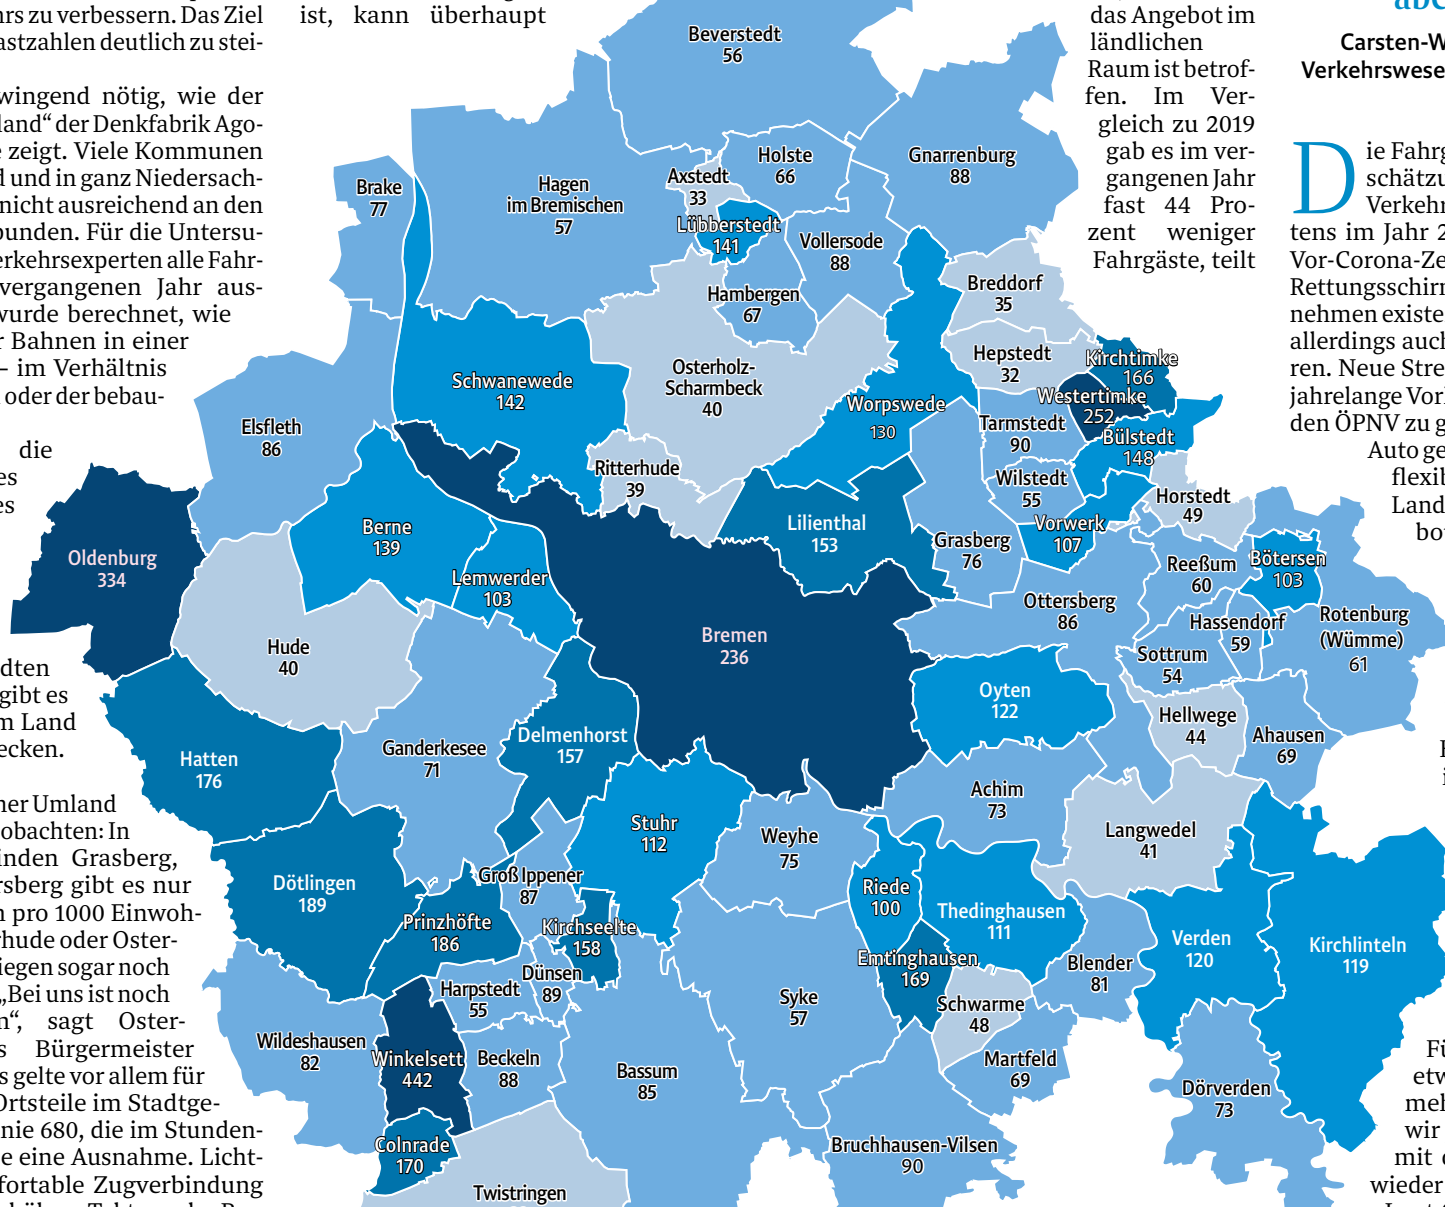 hrs zu verbessern. Das Ziel
astzahlen deutlich zu stei-
wingend nötig, wie der
land“ der Denkfabrik Ago-
e zeigt. Viele Kommunen
d und in ganz Niedersach-
nicht ausreichend an den
bunden. Für die Untersu-
erkehrsexperten alle Fahr-
vergangenen Jahr aus-
wurde berechnet, wie
r Bahnen in einer
– im Verhältnis
oder der bebau-
die
es
es
dten
gibt es
m Land
ecken.
ner Umland
obachten: In
inden Grasberg,
rsberg gibt es nur
n pro 1000 Einwoh-
rhude oder Oster-
iegen sogar noch
„Bei uns ist noch
n“, sagt Oster-
s Bürgermeister
s gelte vor allem für
Ortsteile im Stadtge-
nie 680, die im Stunden-
e eine Ausnahme. Licht-
fortable Zugverbindung
ist, kann überhaupt
Beverstedt
56
Holste
66
Gnarrenburg
88
Axstedt
33
Brake
77
Hagen
im Bremischen
57
Lübberstedt
141
Vollersode
88
Breddorf
35
Hambergen
67
Hepstedt
32
Kirchtimke
166
Osterholz-
Scharmbeck
40
Schwanewede
142
Westertimke
252
Worpswede
130
Tarmstedt
90
Bülstedt
148
Elsfleth
86
Ritterhude
39
Wilstedt
55
Horstedt
49
Berne
139
Lilienthal
153
Vorwerk
107
Grasberg
76
Oldenburg
334
Reeßum
60
Bötersen
103
Lemwerder
103
Ottersberg
86
Hassendorf
59
Rotenburg
(Wümme)
61
Bremen
236
Hude
40
Sottrum
54
Oyten
122
Hellwege
44
Ahausen
69
Delmenhorst
157
Ganderkesee
71
Hatten
176
Achim
73
Stuhr
112
Weyhe
75
Langwedel
41
Groß Ippener
87
Dötlingen
189
Riede
100
Thedinghausen
111
Prinzhöfte
186
Kirchseelte
158
Verden
120
Kirchlinteln
119
Emtinghausen
169
Blender
81
Dünsen
89
Harpstedt
55
Syke
57
Schwarme
48
Wildeshausen
82
Winkelsett
442
Beckeln
88
Bassum
85
Martfeld
69
Dörverden
73
Colnrade
170
Bruchhausen-Vilsen
90
Twistringen
das Angebot im
ländlichen
Raum ist betrof-
fen. Im Ver-
gleich zu 2019
gab es im ver-
gangenen Jahr
fast 44 Pro-
zent weniger
Fahrgäste, teilt
Carsten-W
Verkehrswese
Die Fahrg
schätzu
Verkehr
tens im Jahr 2
Vor-Corona-Ze
Rettungsschirm
nehmen existe
allerdings auch
ren. Neue Stre
jahrelange Vorl
den ÖPNV zu g
Auto ge
flexib
Land
bo
Fü
etw
meh
wir
mit
wieder